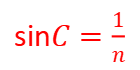 sinC = 1/n